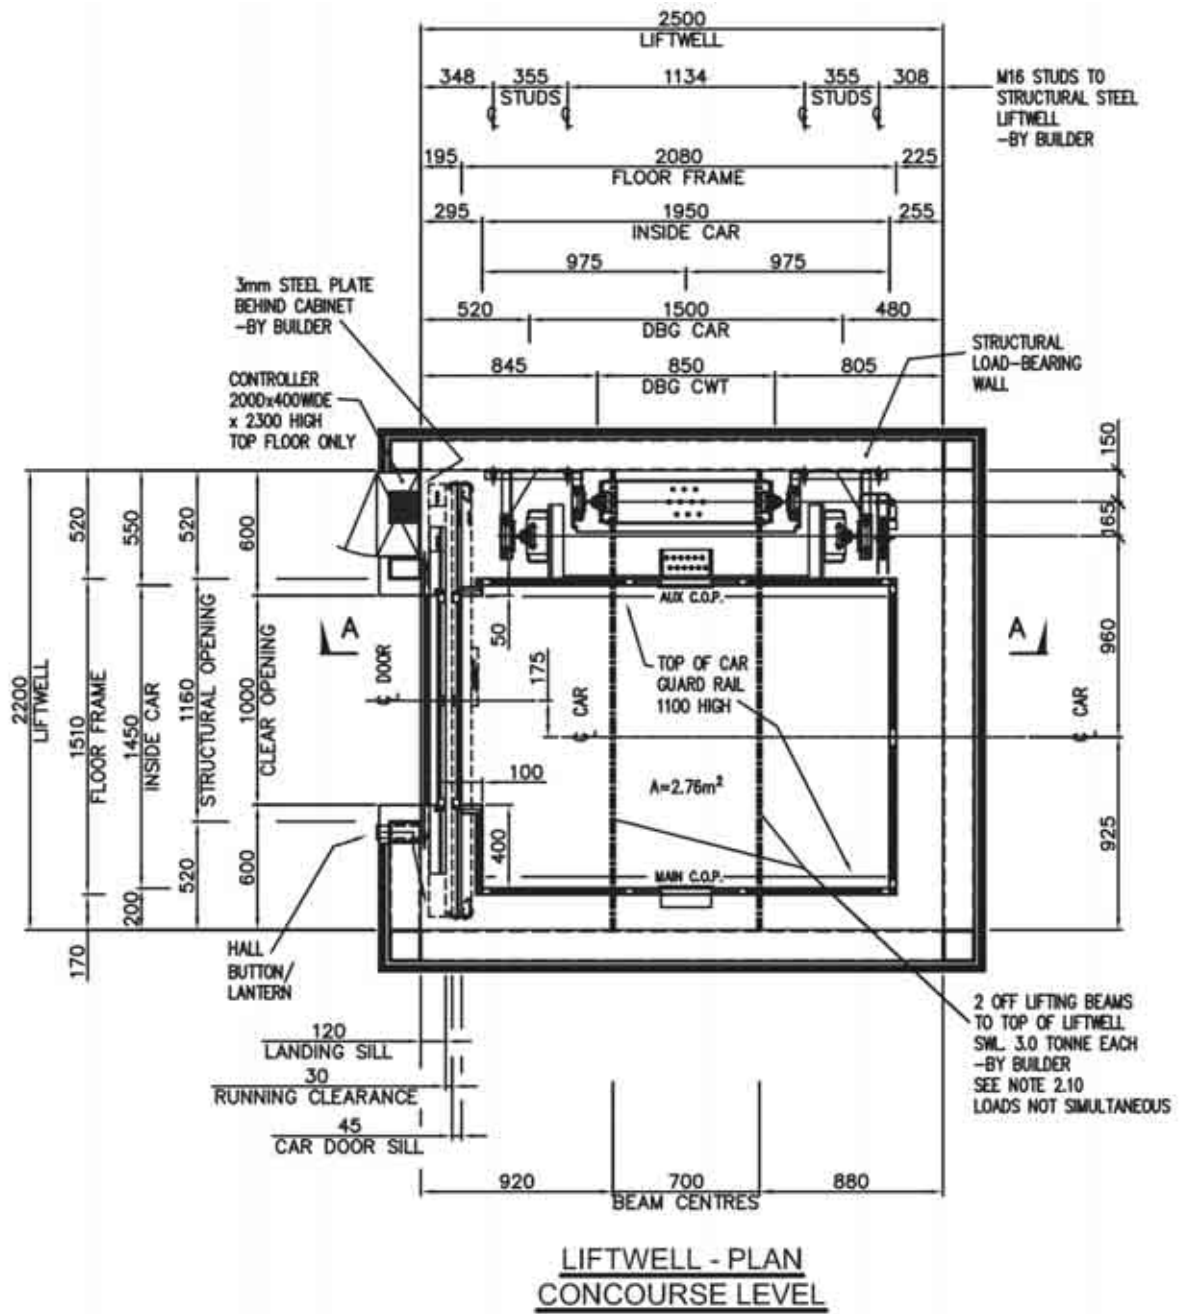 2500
LIFTWELL
348 355 1134 355 308
STUDS STUDS
M16 STUDS TO
STRUCTURAL STEEL
LIFTWELL
-BY BUILDER
195 2080 225
FLOOR FRAME
295 1950 255
INSIDE CAR
975 975
3mm STEEL PLATE
BEHIND CABINET
-BY BUILDER
520 1500 480
DBG CAR
845 850 805
DBG CWT
STRUCTURAL
LOAD-BEARING
WALL
CONTROLLER
200Dx400WIDE
x 2300 HIGH
TOP FLOOR ONLY
150
165
960
925
2200
LIFTWELL
520
1510
FLOOR FRAME
170
550
1450
INSIDE CAR
200
520
1160
STRUCTURAL OPENING
520
600
1000
CLEAR OPENING
600
A
A
AUX C.O.P.
50
175
TOP OF CAR
GUARD RAIL
1100 HIGH
DOOR
CAR
CAR
100
A=2.76m²
400
MAIN C.O.P.
HALL
BUTTON/
LANTERN
120
LANDING SILL
30
RUNNING CLEARANCE
45
CAR DOOR SILL
2 OFF LIFTING BEAMS
TO TOP OF LIFTWELL
SWL. 3.0 TONNE EACH
-BY BUILDER
SEE NOTE 2.10
LOADS NOT SIMULTANEOUS
920 700 880
BEAM CENTRES
LIFTWELL - PLAN
CONCOURSE LEVEL